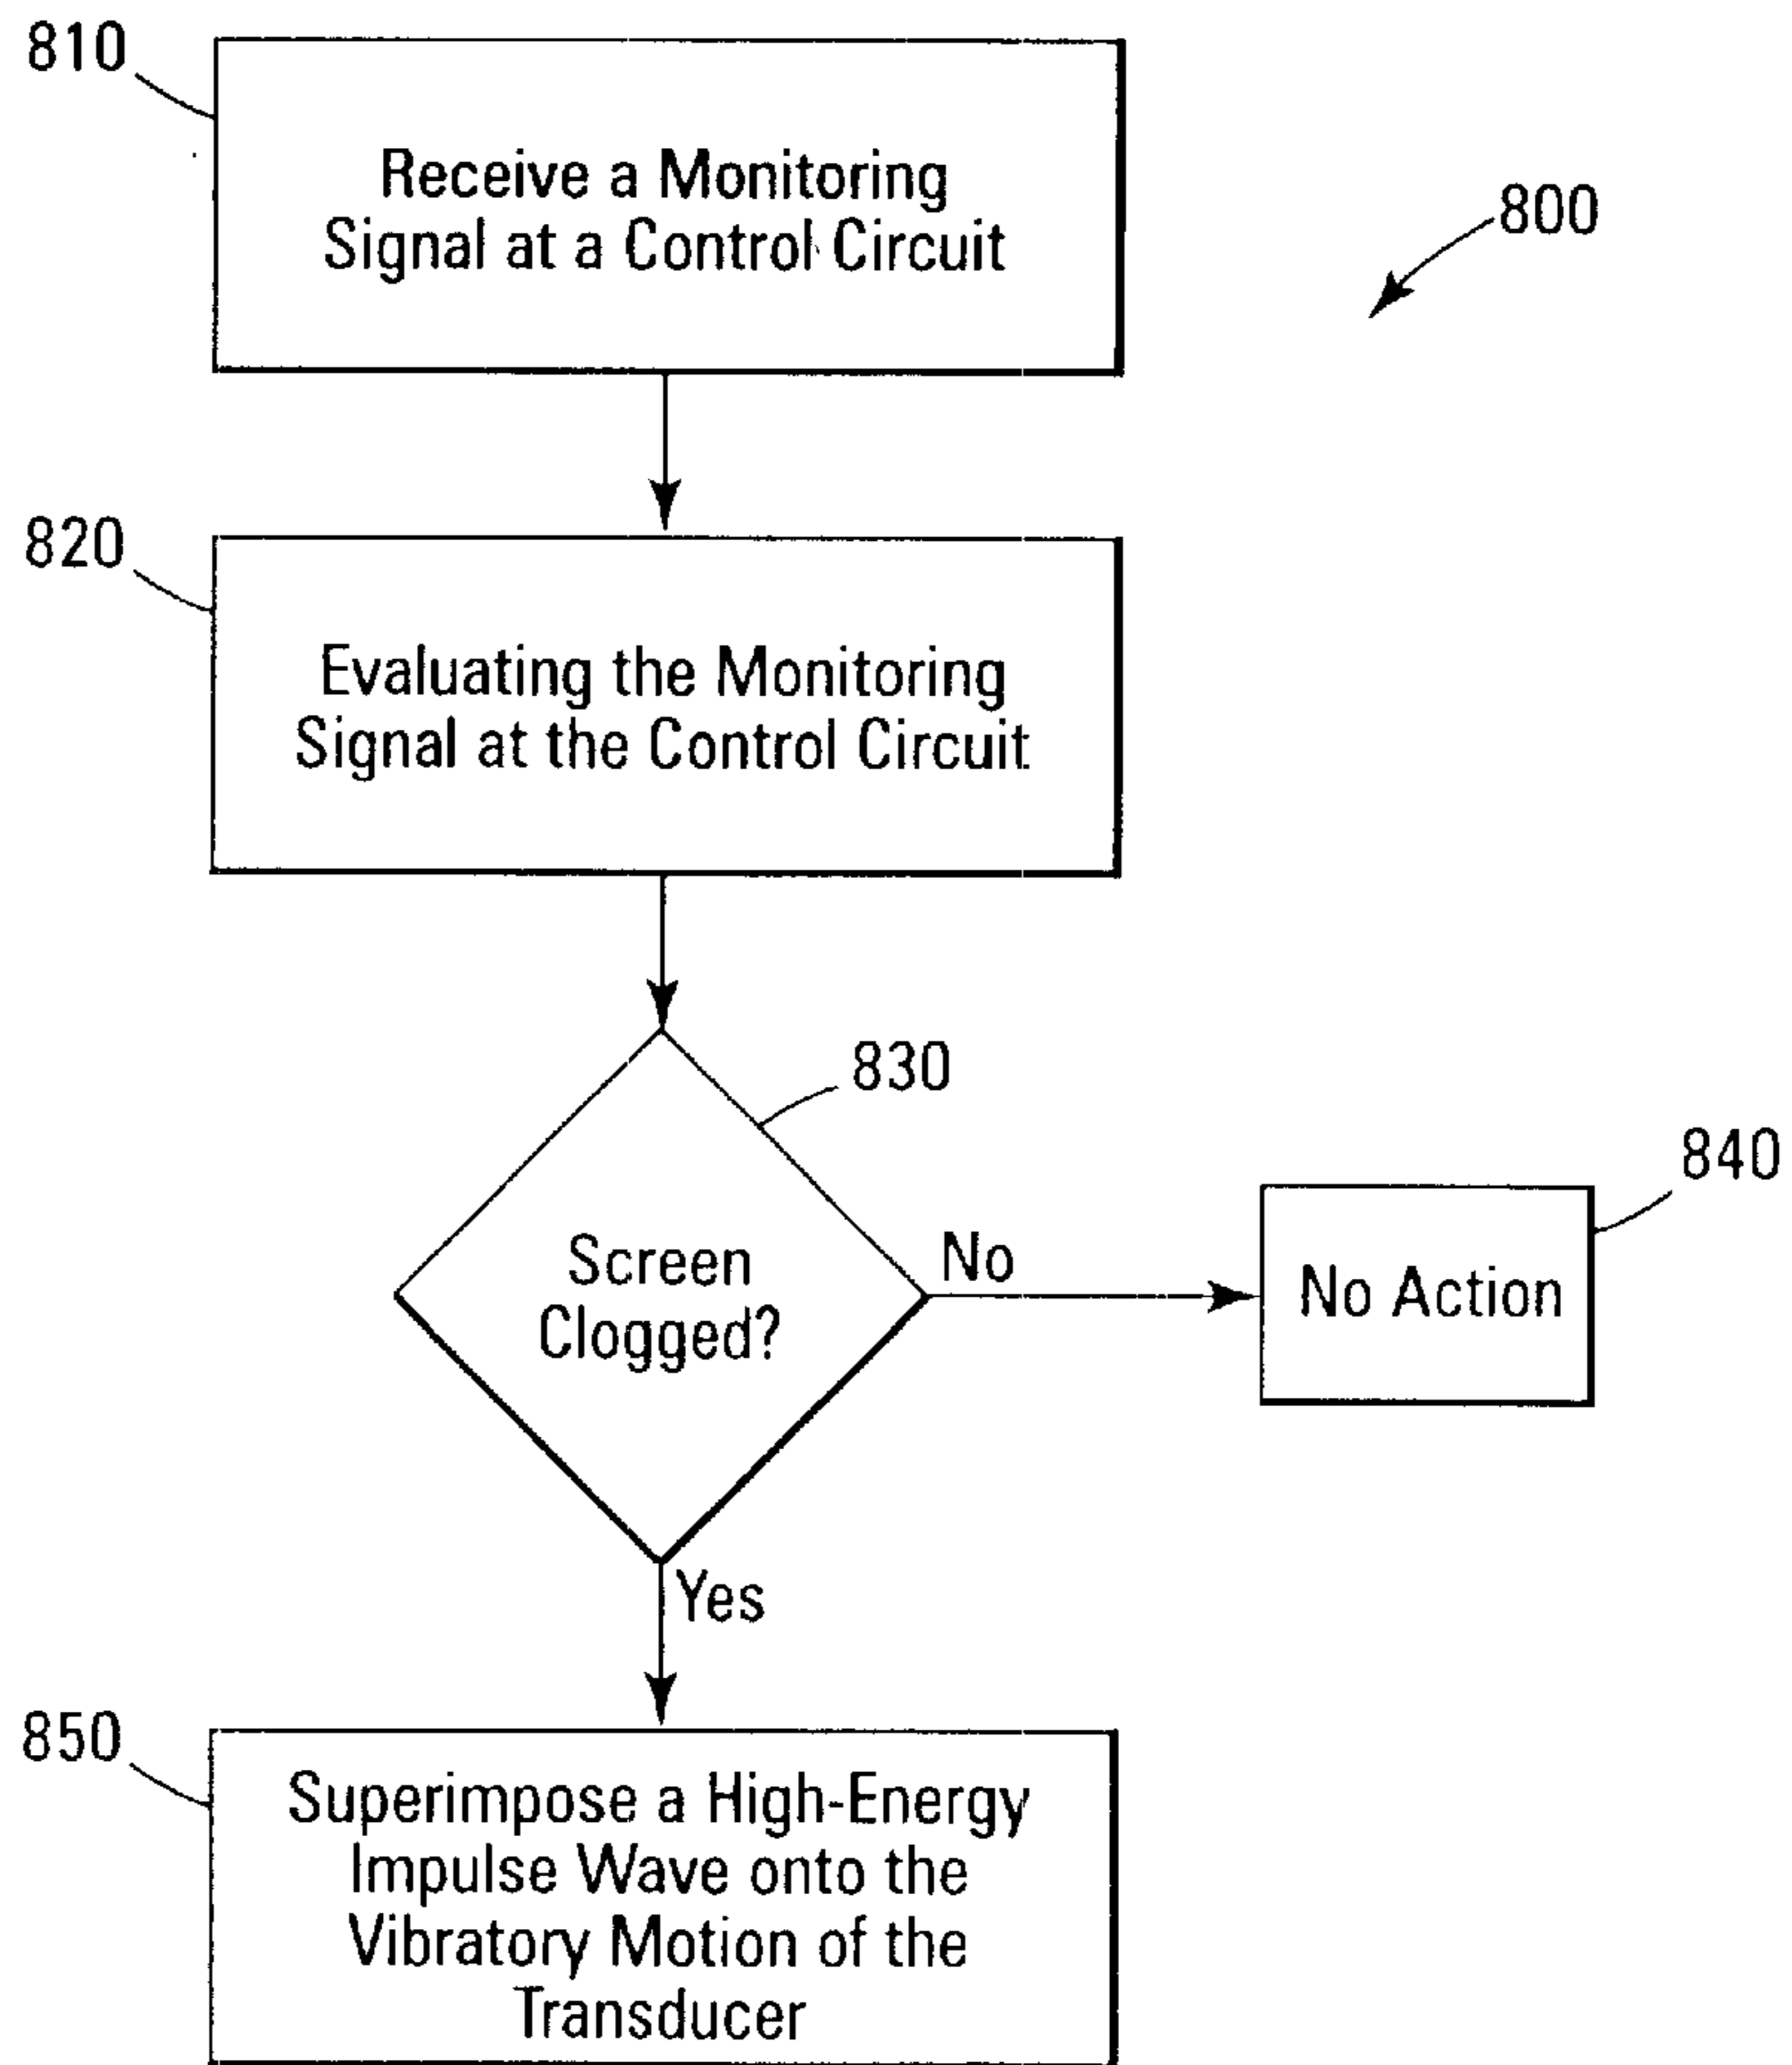 810
Receive a Monitoring
Signal at a Control Circuit
800
820
Evaluating the Monitoring
Signal at the Control Circuit
830
Screen
Clogged?
No
840
No Action
Yes
850
Superimpose a High-Energy
Impulse Wave onto the
Vibratory Motion of the
Transducer